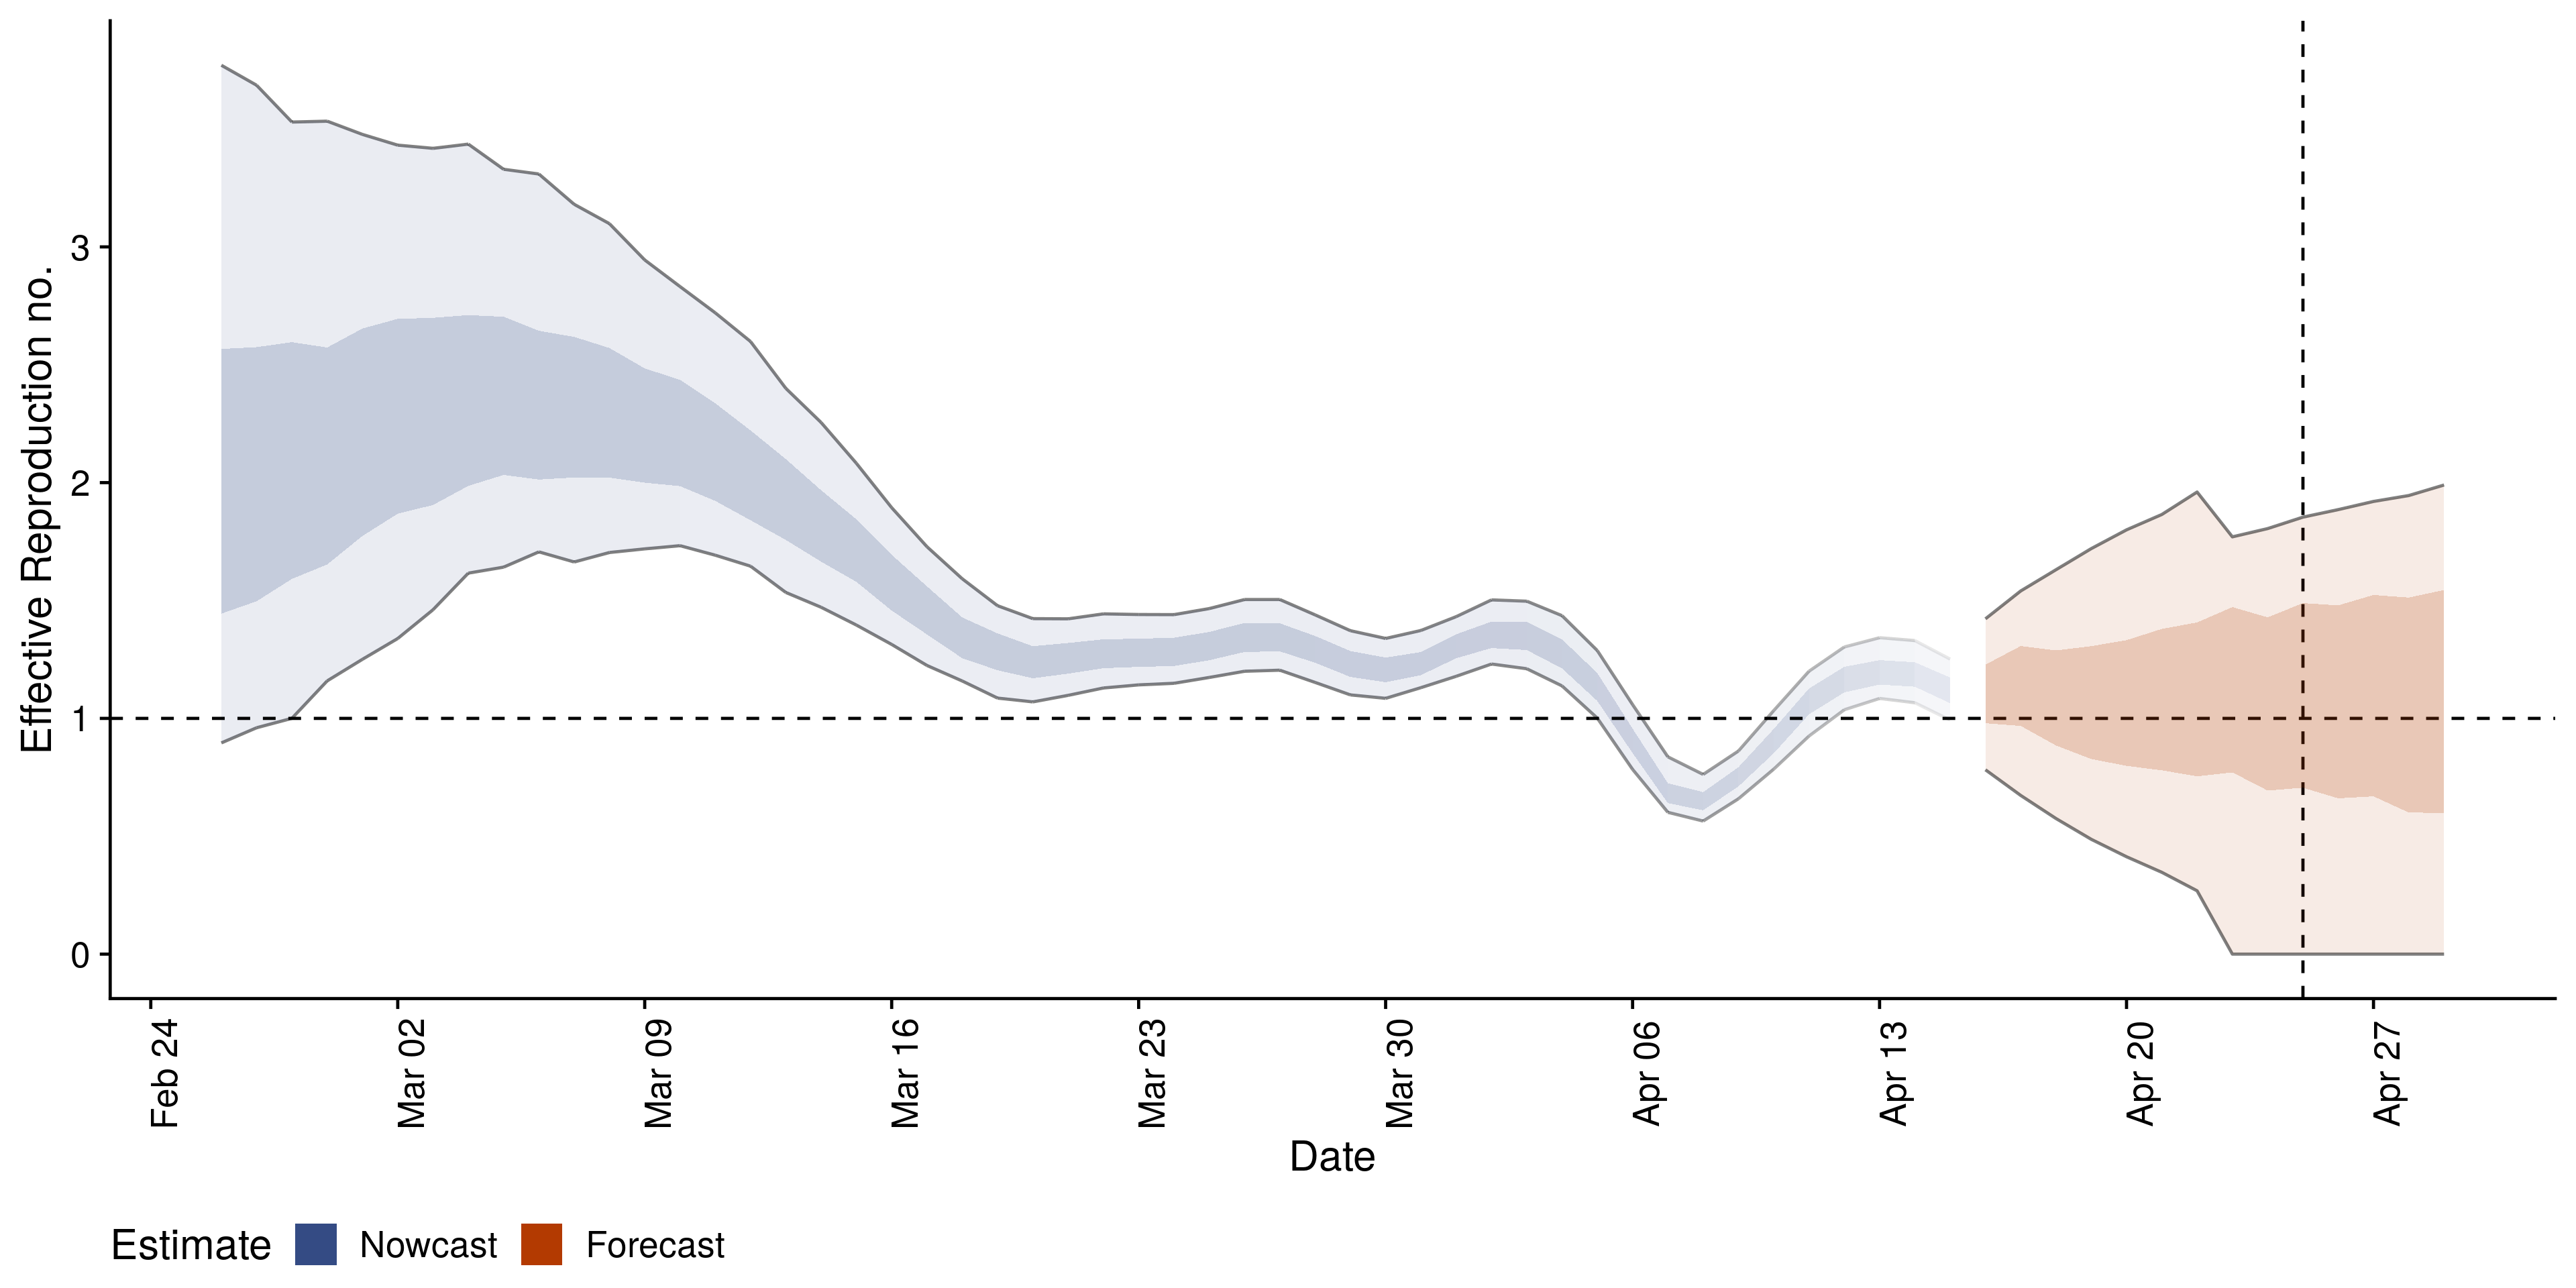 Effective Reproduction no.
3
2
1
0
Feb 24
Mar 02
Mar 09
Mar 16
Mar 23
Mar 30
Apr 06
Apr 13
Apr 20
Apr 27
Date
Estimate Nowcast Forecast